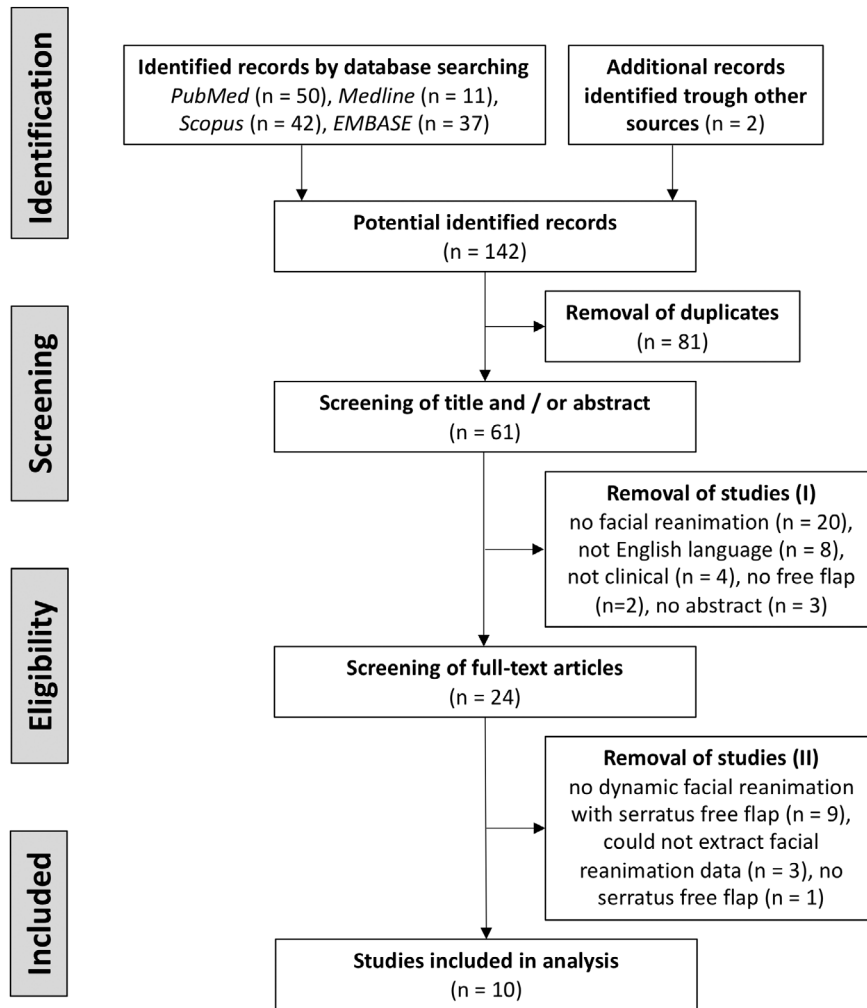 Identification
Identified records by database searching
PubMed (n = 50), Medline (n = 11),
Scopus (n = 42), EMBASE (n = 37)
Additional records
identified trough other
sources (n = 2)
Potential identified records
(n = 142)
Screening
Removal of duplicates
(n = 81)
Screening of title and / or abstract
(n = 61)
Removal of studies (I)
no facial reanimation (n = 20),
not English language (n = 8),
not clinical (n = 4), no free flap
(n=2), no abstract (n = 3)
Eligibility
Screening of full-text articles
(n = 24)
Removal of studies (II)
no dynamic facial reanimation
with serratus free flap (n = 9),
could not extract facial
reanimation data (n = 3), no
serratus free flap (n = 1)
Included
Studies included in analysis
(n = 10)